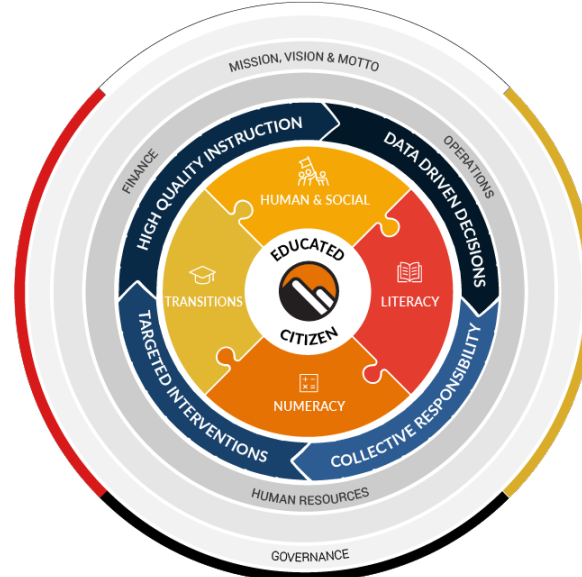 MISSION, VISION & MOTTO
FINANCE
OPERATIONS
HIGH QUALITY INSTRUCTION
DATA DRIVEN DECISIONS
HUMAN & SOCIAL
EDUCATED
TRANSITIONS
LITERACY
CITIZEN
NUMERACY
TARGETED INTERVENTIONS
COLLECTIVE RESPONSIBILITY
HUMAN RESOURCES
GOVERNANCE